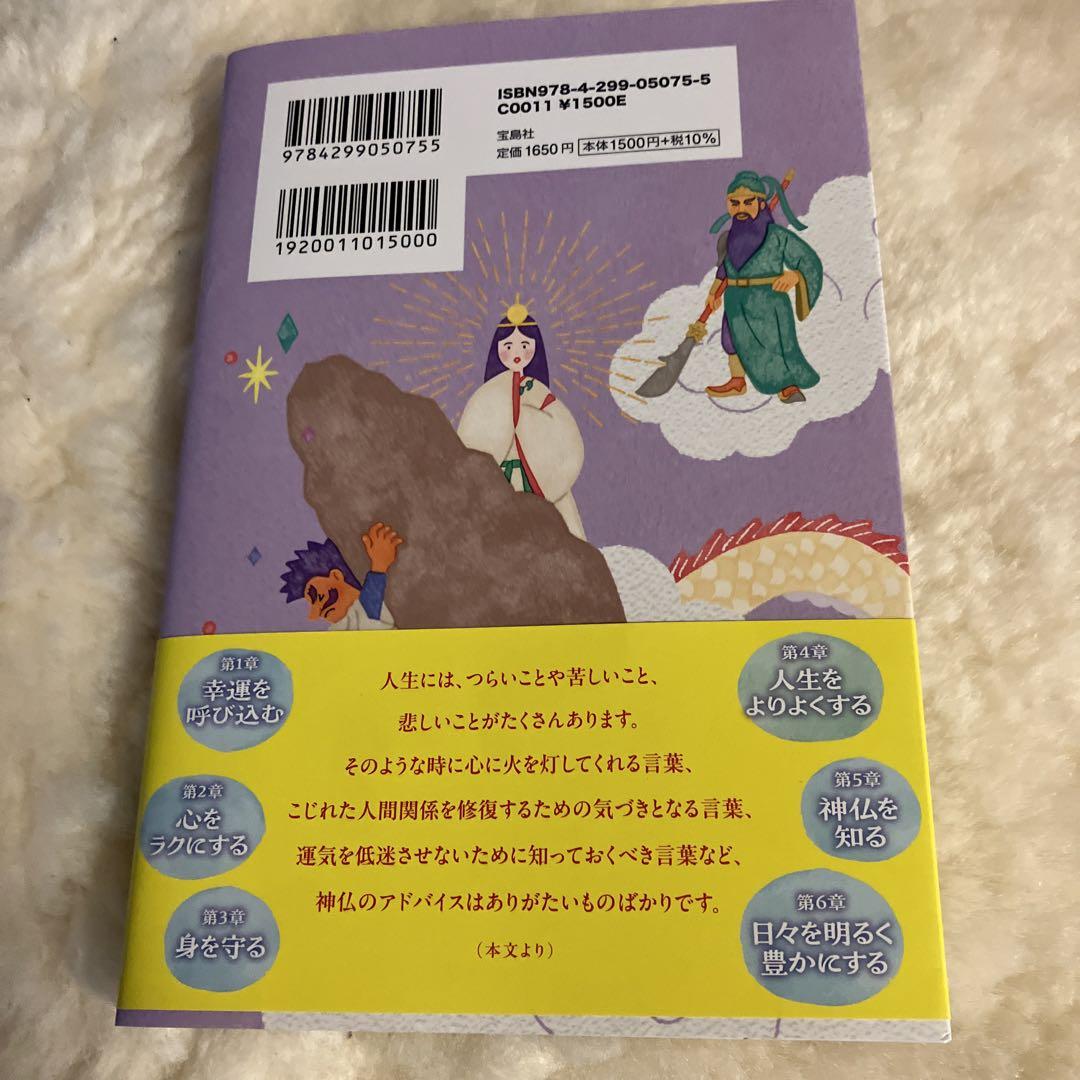 ISBN978-4-299-05075-5
C0011 ¥1500E
9784299050755
宝島社
定価1650円 本体1500円+税10%
1920011015000
第1章
幸運を
呼び込む
第2章
心を
ラクにする
第3章
身を守る
人生には、つらいことや苦しいこと、
悲しいことがたくさんあります。
そのような時に心に火を灯してくれる言葉、
こじれた人間関係を修復するための気づきとなる言葉、
運気を低迷させないために知っておくべき言葉など、
神仏のアドバイスはありがたいものばかりです。
(本文より)
第4章
人生を
よりよくする
第5章
神仏を
知る
第6章
日々を明るく
豊かにする